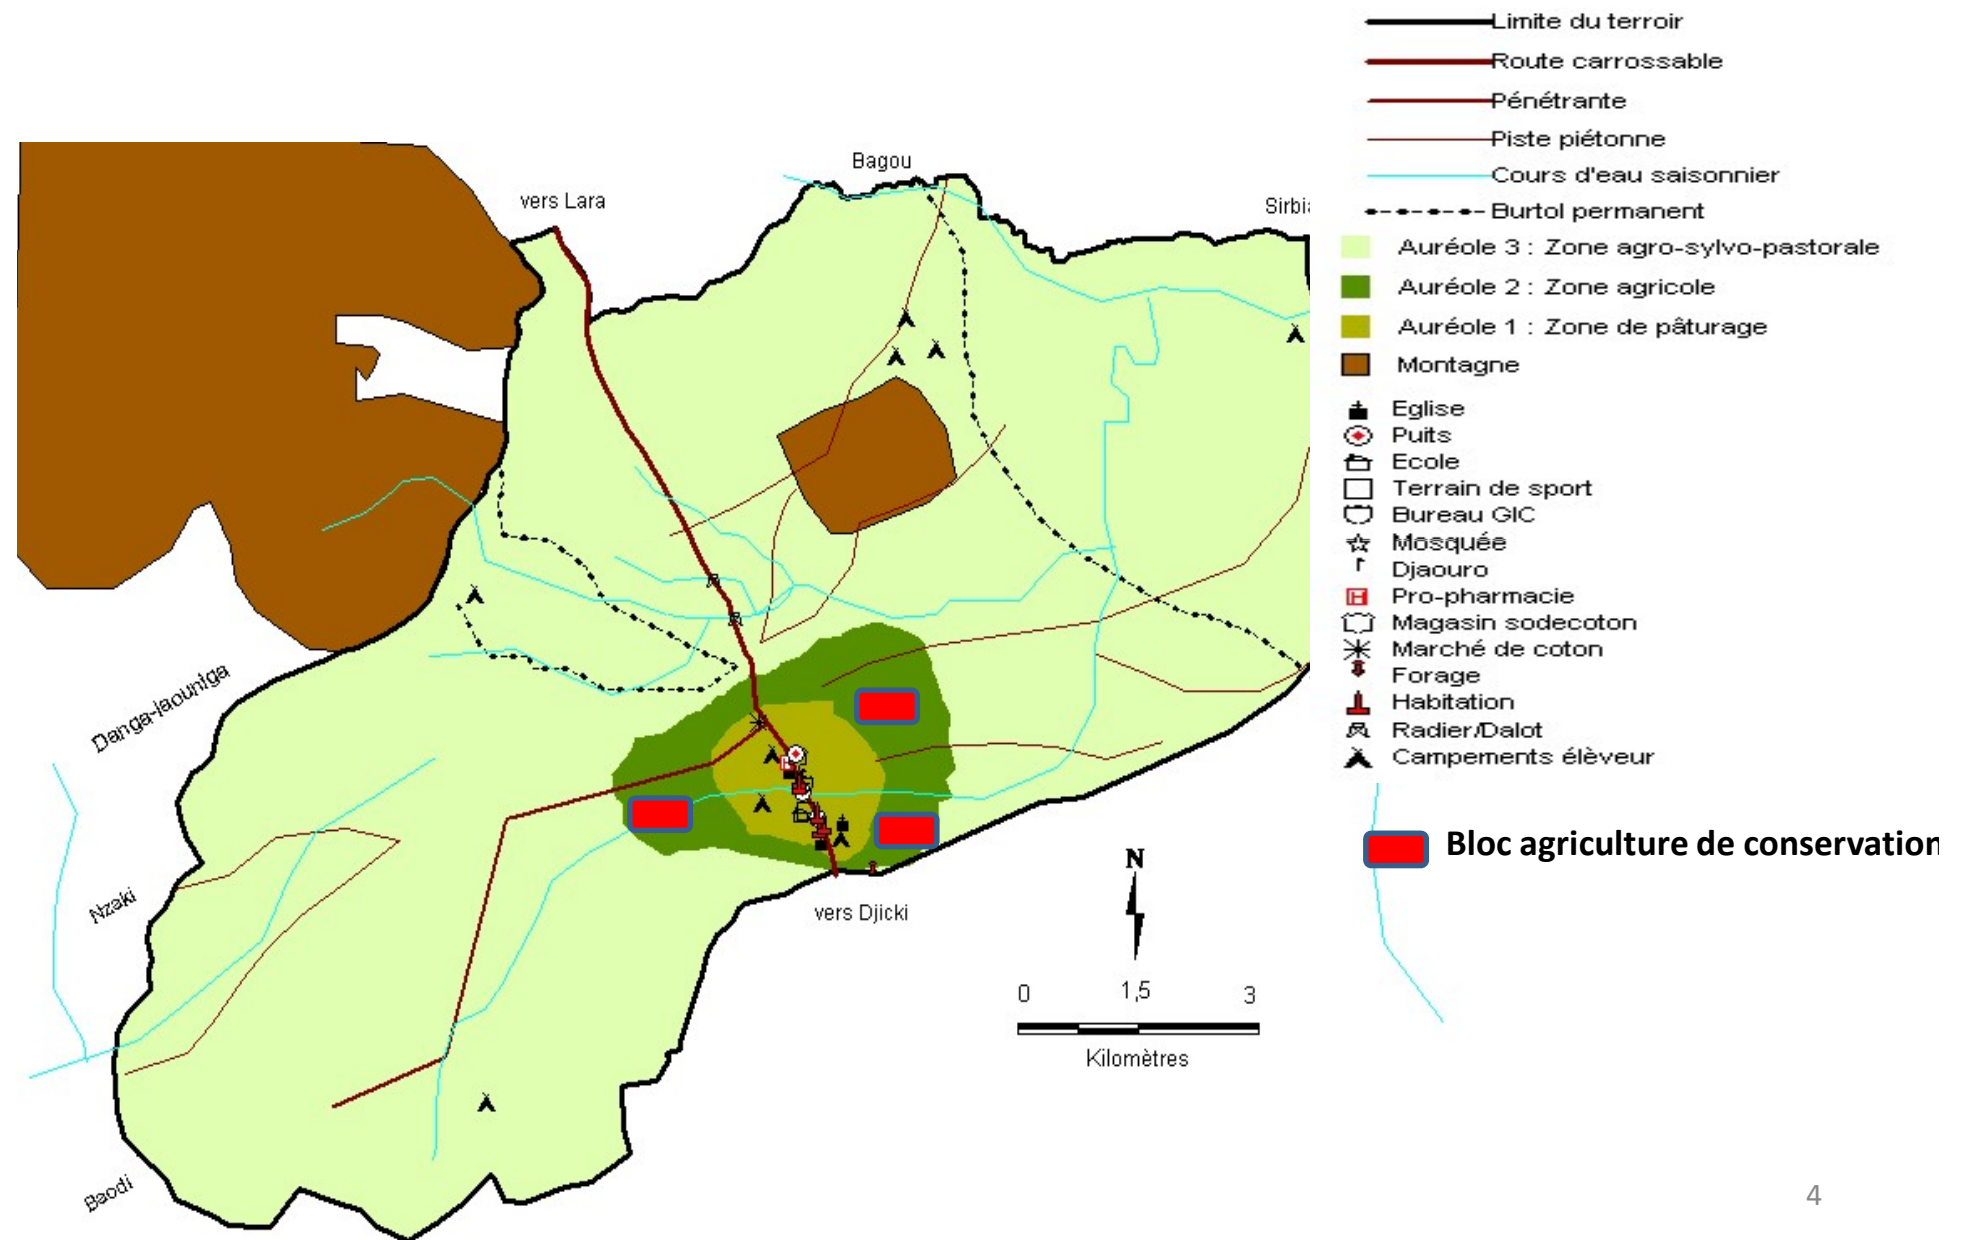 Limite du terroir
Route carrossable
Pénétrante
Piste piétonne
Cours d'eau saisonnier
Burtol permanent
Auréole 3 : Zone agro-sylvo-pastorale
Auréole 2 : Zone agricole
Auréole 1 : Zone de pâturage
Montagne
Eglise
Puits
Ecole
Terrain de sport
Bureau GIC
Mosquée
Djaouro
Pro-pharmacie
Magasin sodecoton
Marché de coton
Forage
Habitation
Radier/Dalot
Campements élèveur
Bloc agriculture de conservation
Bagou
vers Lara
Sirbia
Danga-laountga
Nzaki
vers Djicki
Baodi
N
0 1,5 3
Kilomètres
4